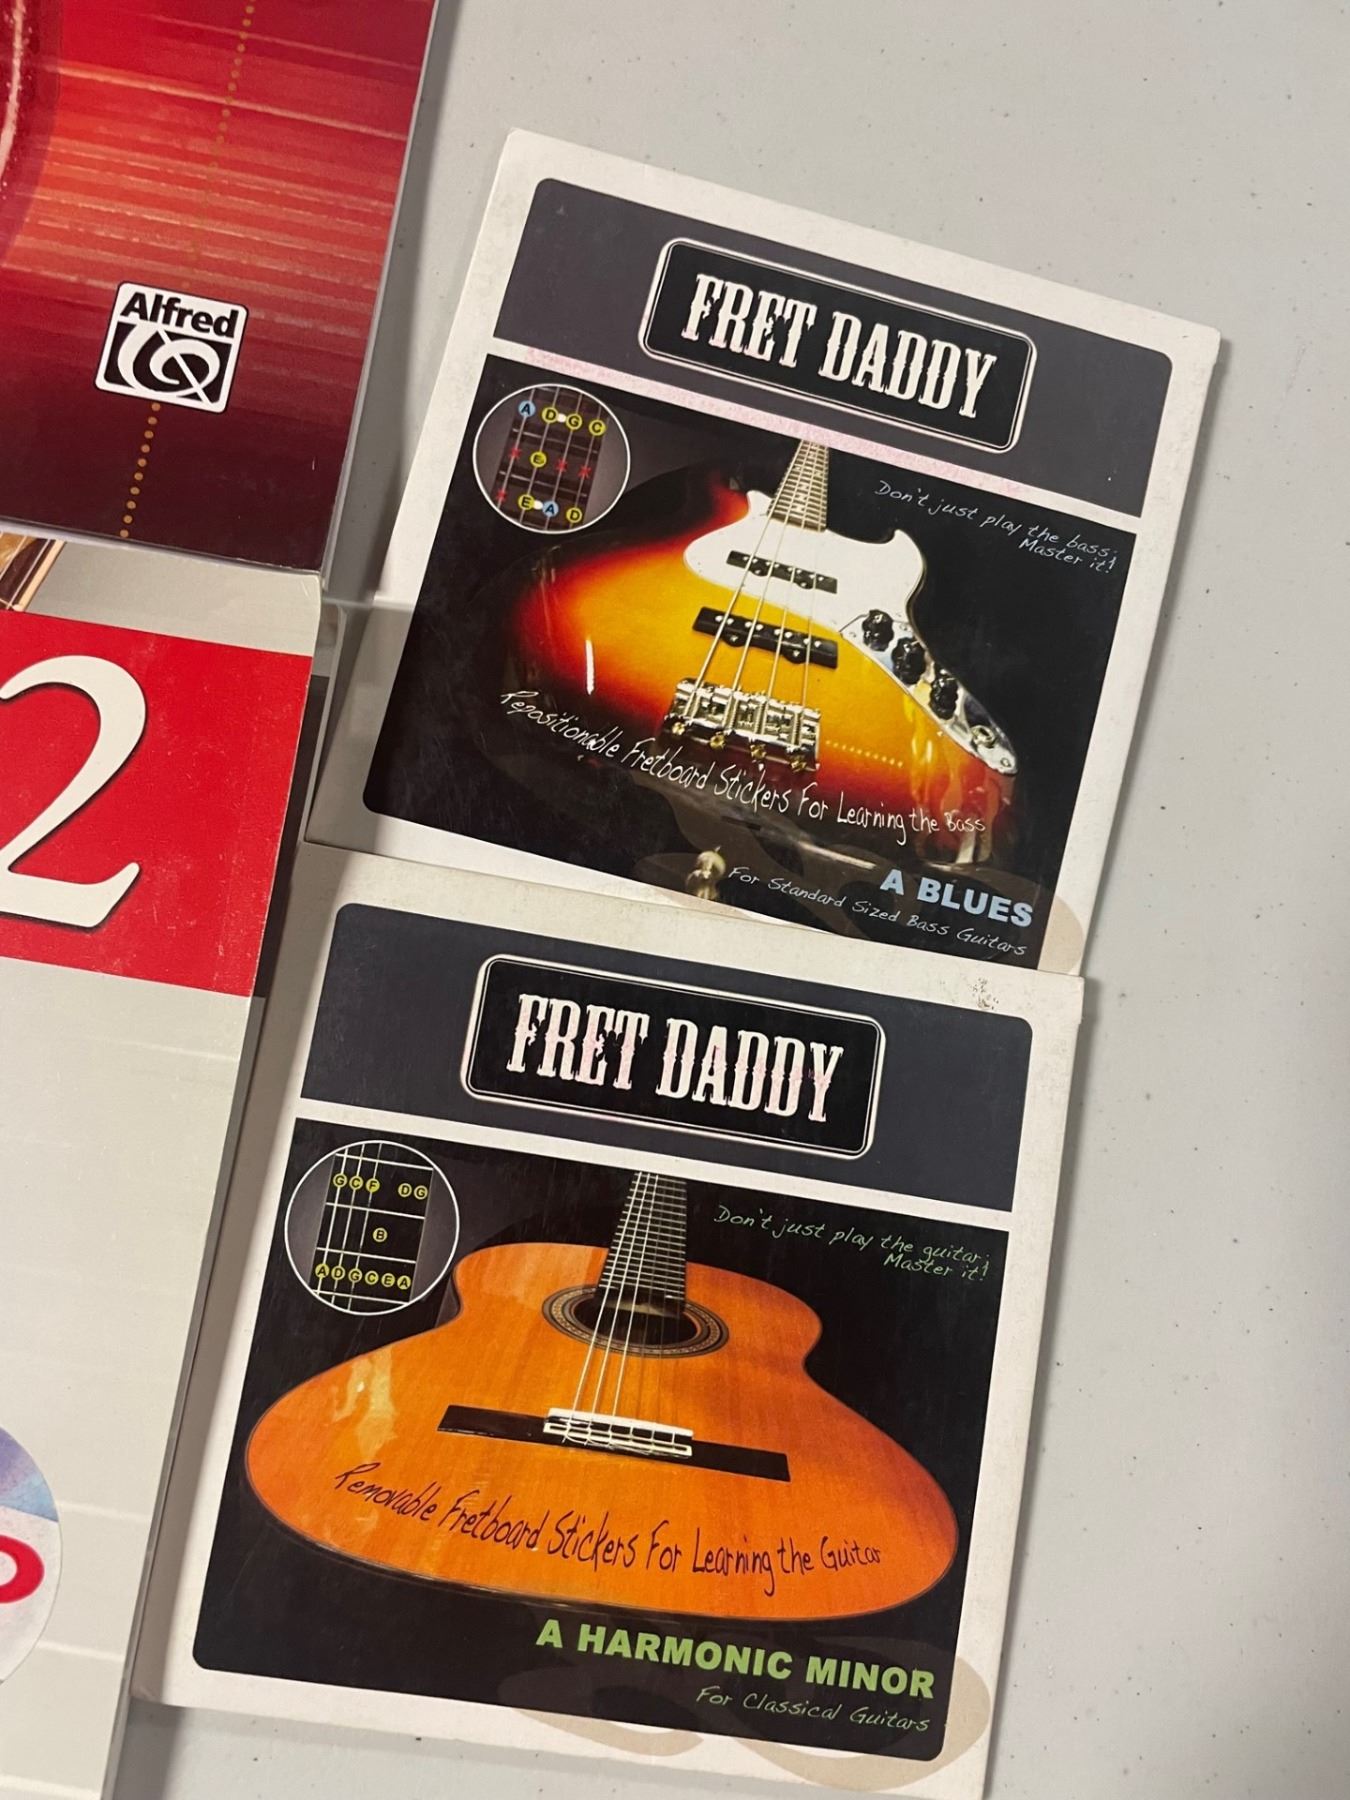 Alfred
2
FRET DADDY
A D G C
E
E A D
Don't just play the bass;
Master it!
Repositionable Fretboard Stickers For Learning the Bass
A BLUES
For Standard Sized Bass Guitars
FRET DADDY
G C F D G
B
A D G C E A
Don't just play the guitar;
Master it!
Removable Fretboard Stickers For Learning the Guitar
A HARMONIC MINOR
For Classical Guitars